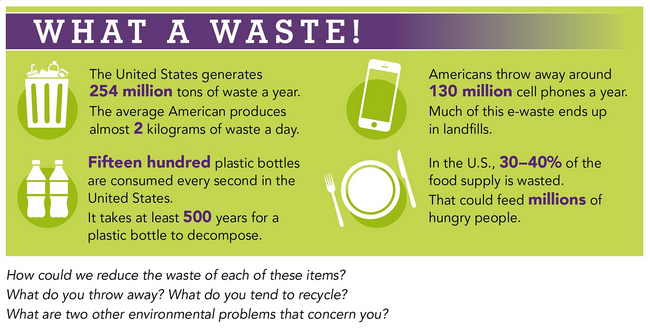 WHAT A WASTE!
The United States generates
254 million tons of waste a year.
The average American produces
almost 2 kilograms of waste a day.
Americans throw away around
130 million cell phones a year.
Much of this e-waste ends up
in landfills.
Fifteen hundred plastic bottles
are consumed every second in the
United States.
It takes at least 500 years for a
plastic bottle to decompose.
In the U.S., 30–40% of the
food supply is wasted.
That could feed millions of
hungry people.
How could we reduce the waste of each of these items?
What do you throw away? What do you tend to recycle?
What are two other environmental problems that concern you?